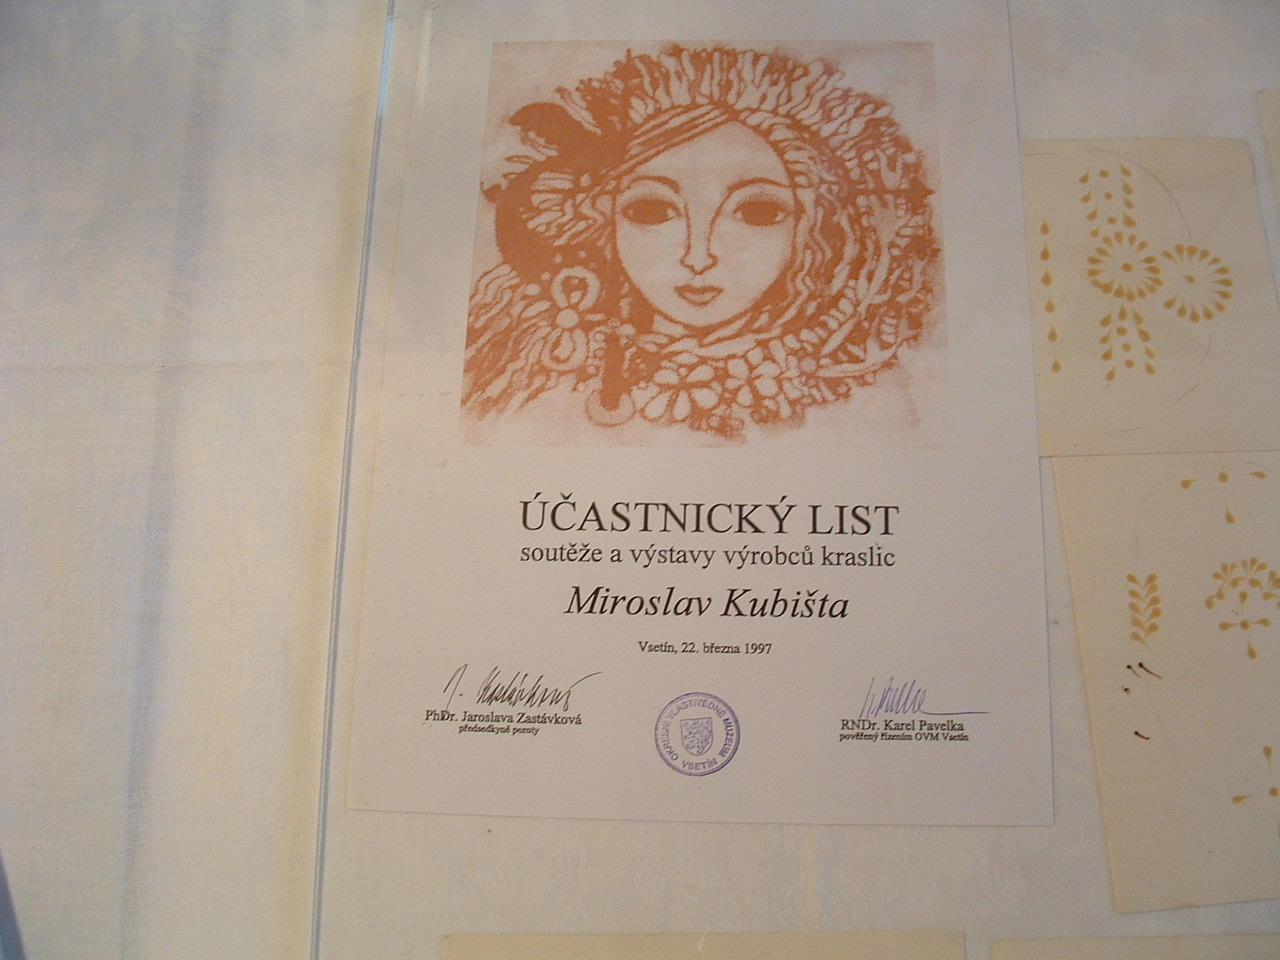 ÚČASTNICKÝ LIST
soutěže a výstavy výrobců kraslic
Miroslav Kubišta
Vsetín, 22. března 1997
PhDr. Jaroslava Zastávková
předsedkyně poroty
RNDr. Karel Pavelka
pověřený řízením OVM Vsetín
OKRESNÍ VLASTIVĚDNÉ MUZEUM
VSETÍN